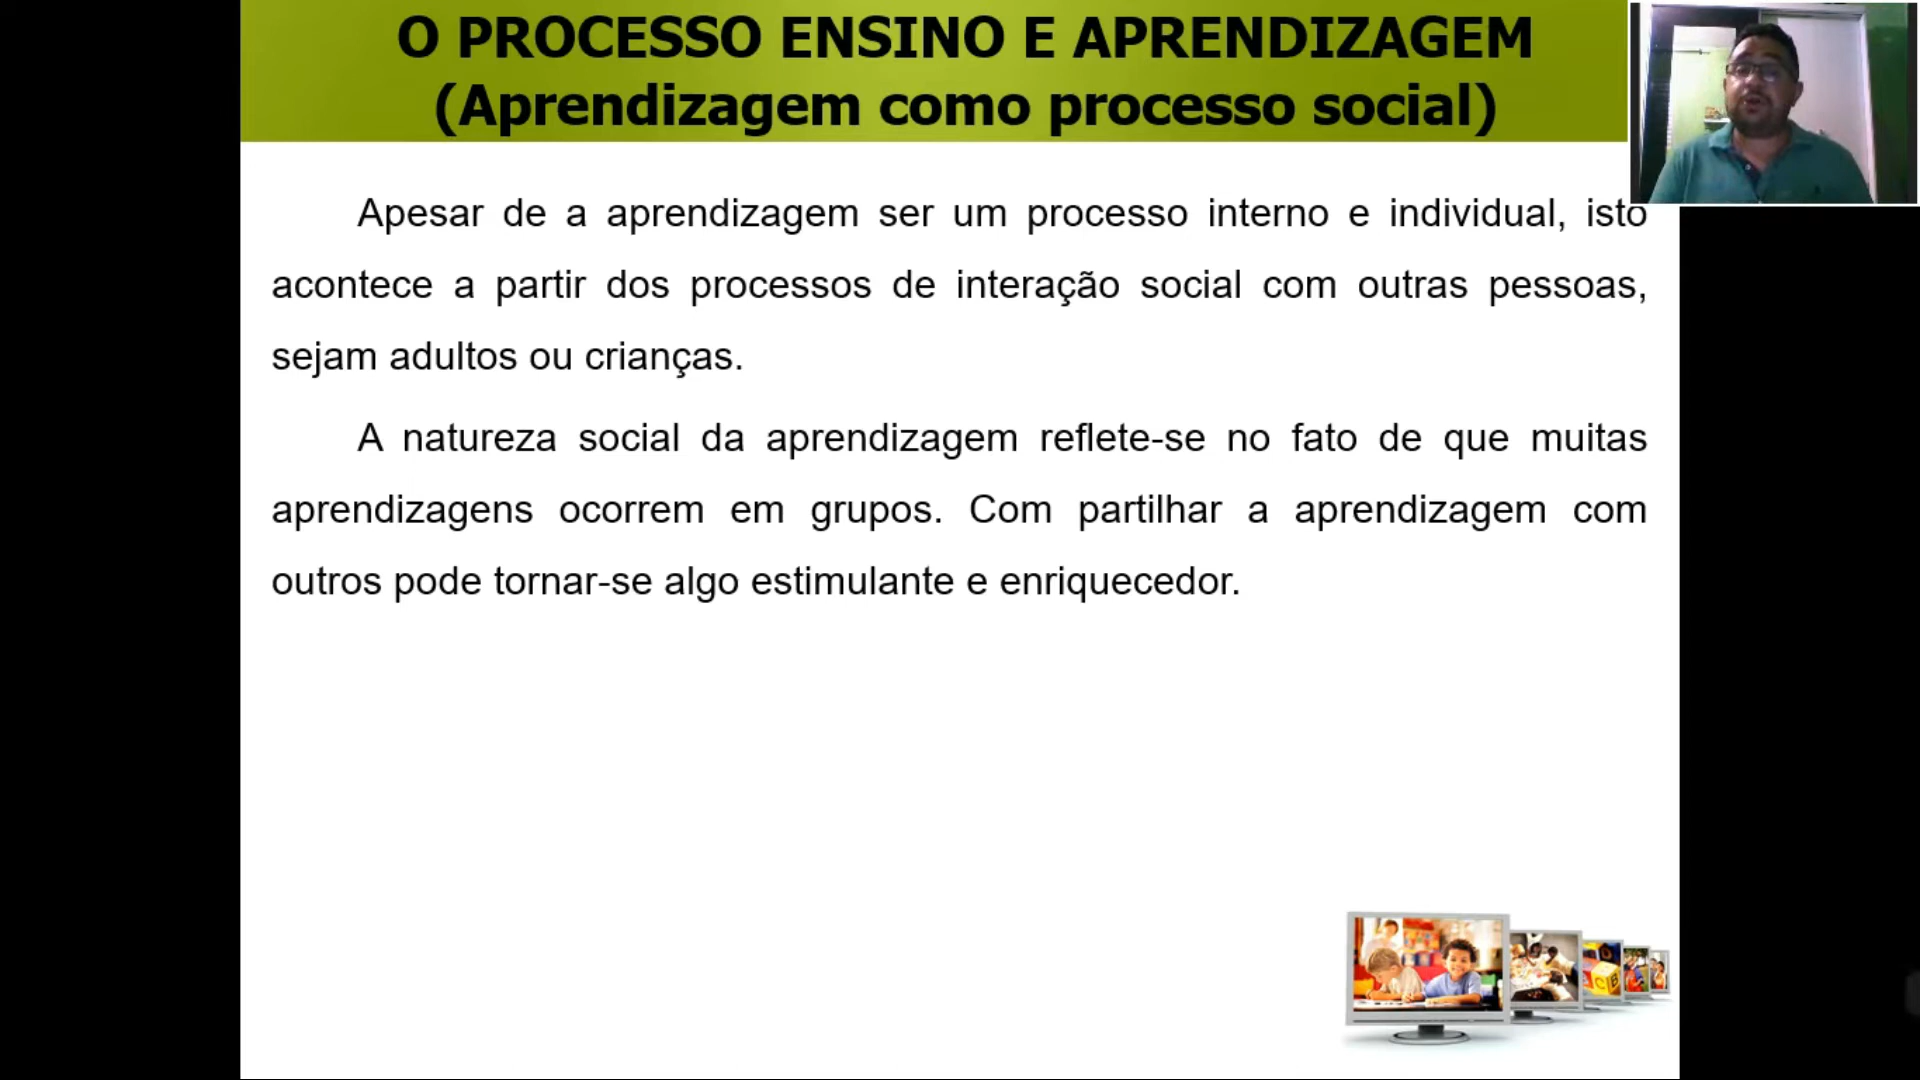 O PROCESSO ENSINO E APRENDIZAGEM
(Aprendizagem como processo social)
Apesar de a aprendizagem ser um processo interno e individual, isto
acontece a partir dos processos de interação social com outras pessoas,
sejam adultos ou crianças.
A natureza social da aprendizagem reflete-se no fato de que muitas
aprendizagens ocorrem em grupos. Com partilhar a aprendizagem com
outros pode tornar-se algo estimulante e enriquecedor.
C B